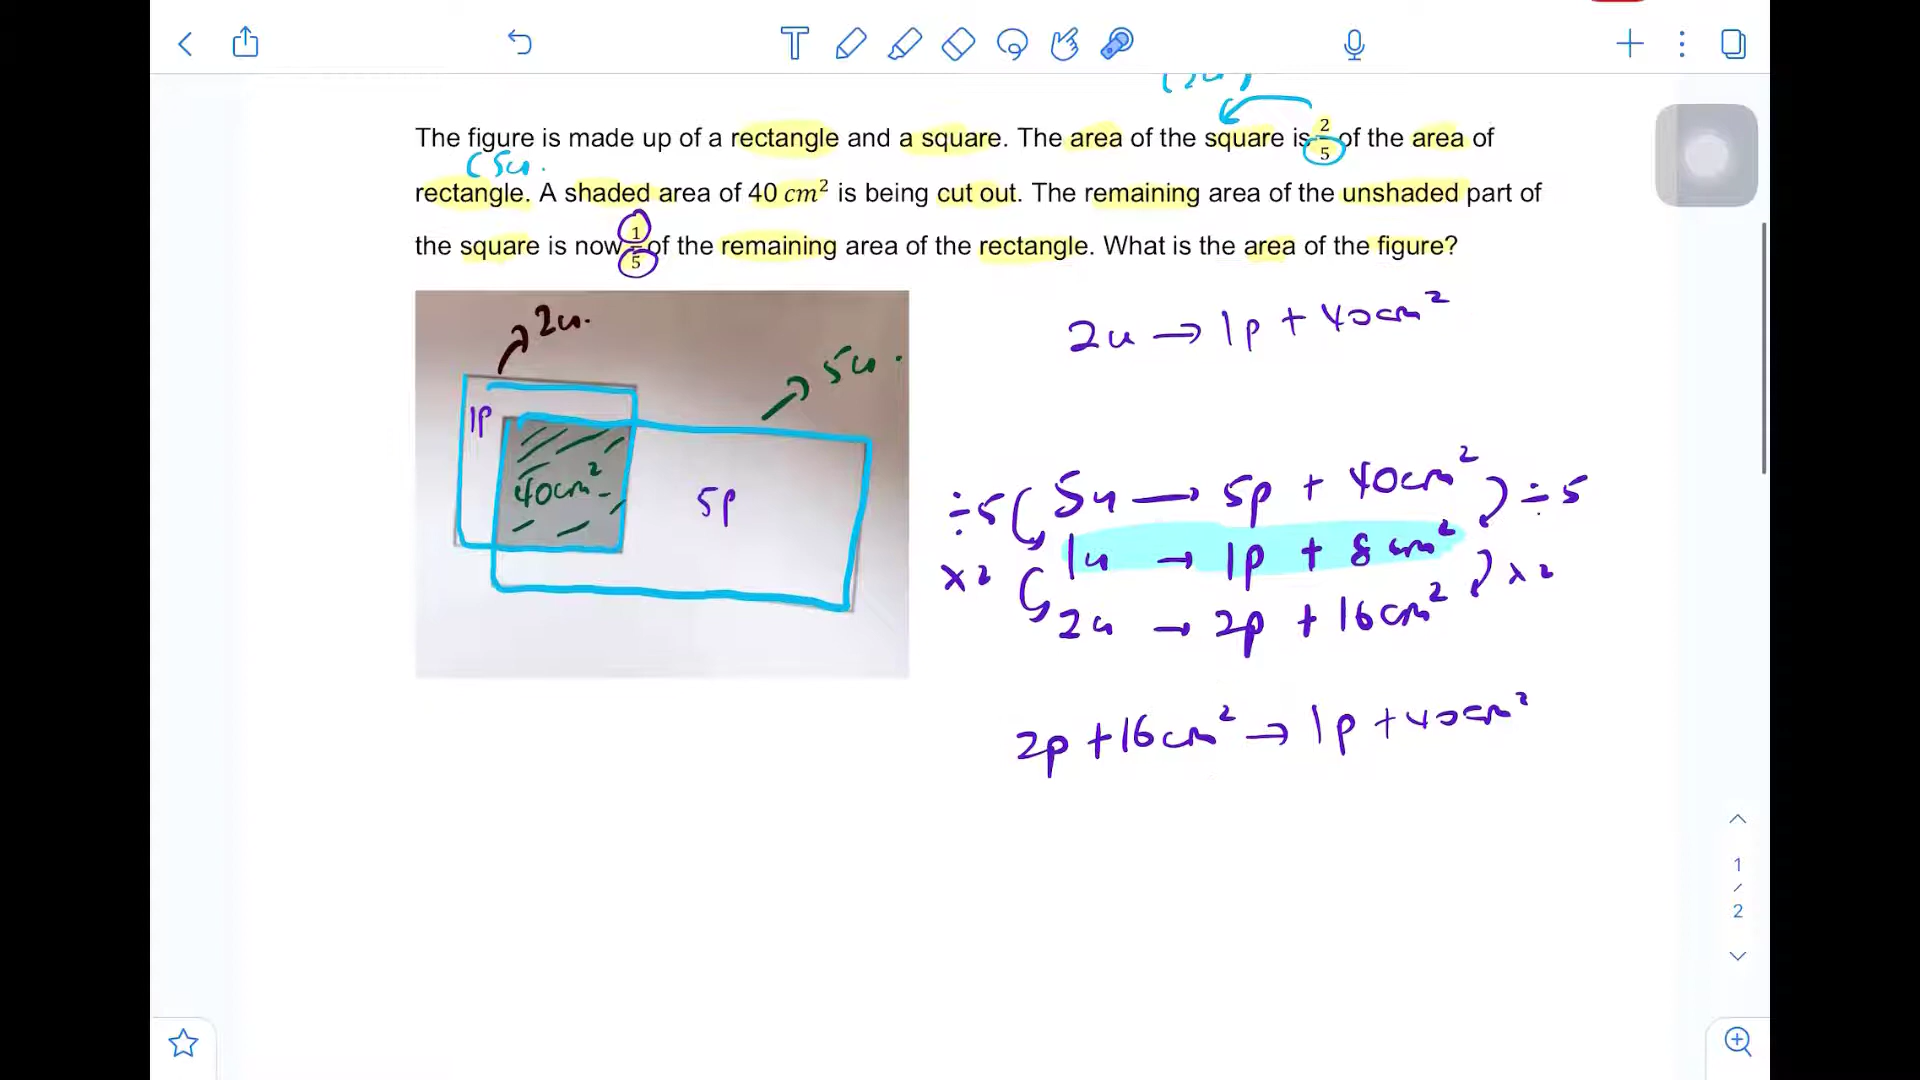 (2u)
The figure is made up of a rectangle and a square. The area of the square is 2/5 of the area of
(5u.
rectangle. A shaded area of 40 cm² is being cut out. The remaining area of the unshaded part of
the square is now 1/5 of the remaining area of the rectangle. What is the area of the figure?
2u.
5u.
1p
40cm²
5p
2u → 1p + 40cm²
÷5 5u → 5p + 40cm² ÷5
1u → 1p + 8cm²
×2 ×2
2u → 2p + 16cm²
2p + 16cm² → 1p + 40cm²
1
/
2